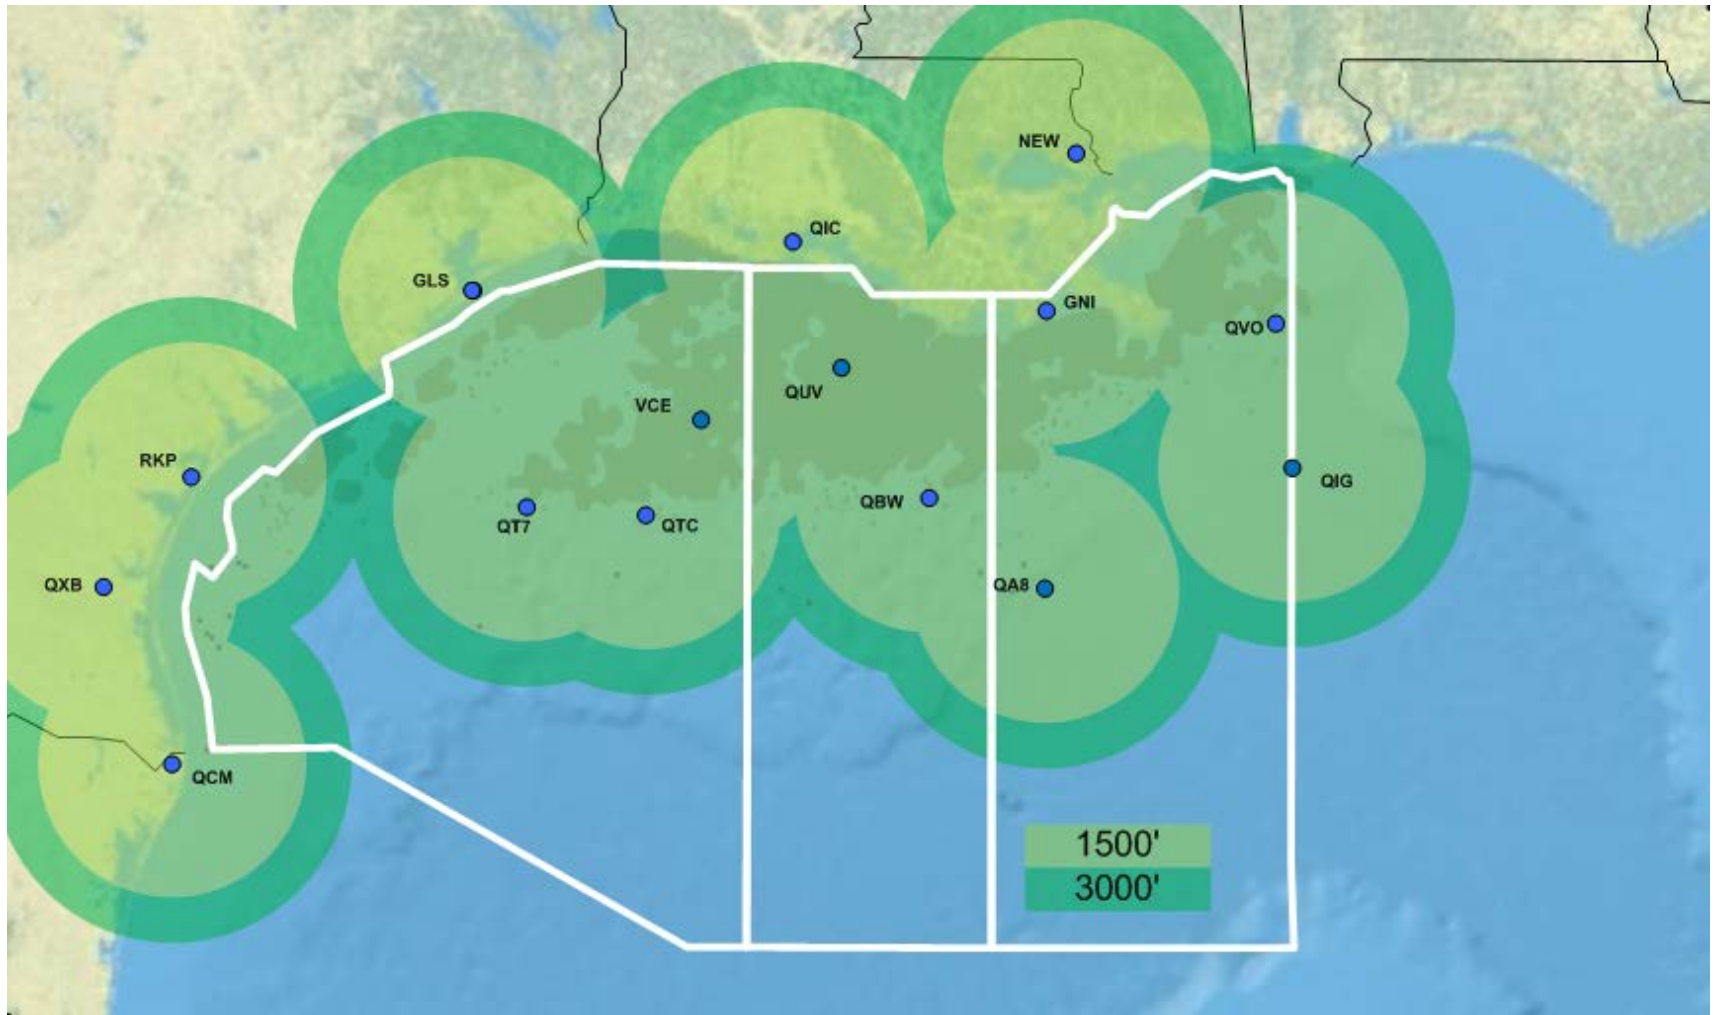 NEW
QIC
GLS
GNI
QVO
QUV
VCE
RKP
QIG
QBW
QT7
QTC
QXB
QA8
QCM
1500'
3000'